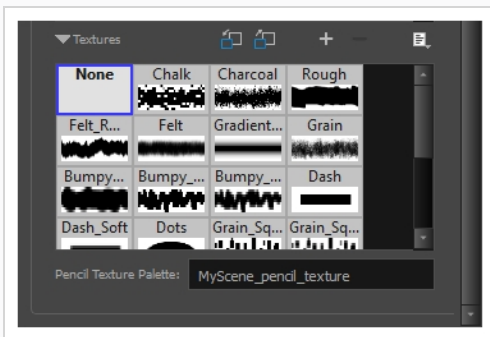 Textures
None Chalk Charcoal Rough
Felt_R... Felt Gradient... Grain
Bumpy... Bumpy_... Bumpy_... Dash
Dash_Soft Dots Grain_Sq... Grain_Sq...
Pencil Texture Palette: MyScene_pencil_texture